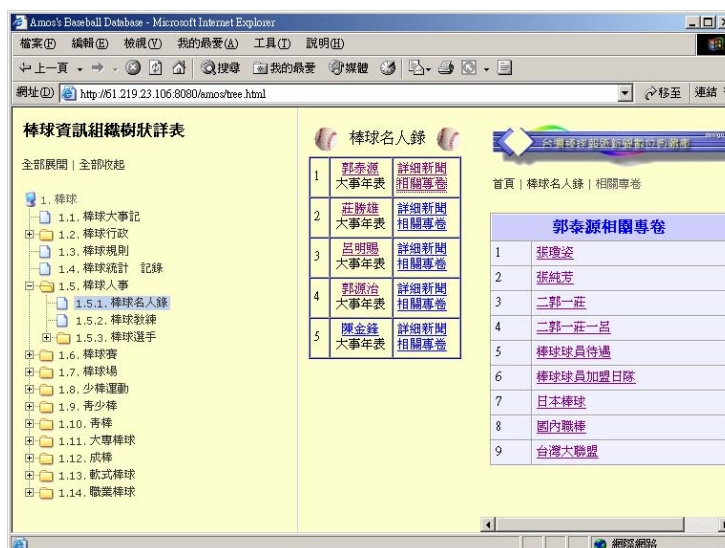 Amos's Baseball Database - Microsoft Internet Explorer
檔案(F) 編輯(E) 檢視(V) 我的最愛(A) 工具(T) 說明(H)
上一頁 搜尋 我的最愛 媒體
網址(D) http://61.219.23.106:8080/amos/tree.html 移至 連結
棒球資訊組織樹狀詳表
全部展開 | 全部收起
1. 棒球
1.1. 棒球大事記
1.2. 棒球行政
1.3. 棒球規則
1.4. 棒球統計 記錄
1.5. 棒球人事
1.5.1. 棒球名人錄
1.5.2. 棒球教練
1.5.3. 棒球選手
1.6. 棒球賽
1.7. 棒球場
1.8. 少棒運動
1.9. 青少棒
1.10. 青棒
1.11. 大專棒球
1.12. 成棒
1.13. 軟式棒球
1.14. 職業棒球
棒球名人錄
1 郭泰源 詳細新聞
大事年表 相關專卷
2 莊勝雄 詳細新聞
大事年表 相關專卷
3 呂明賜 詳細新聞
大事年表 相關專卷
4 郭源治 詳細新聞
大事年表 相關專卷
5 陳金鋒 詳細新聞
大事年表 相關專卷
首頁 | 棒球名人錄 | 相關專卷
郭泰源相關專卷
1 張瓊姿
2 張純芳
3 二郭一莊
4 二郭一莊一呂
5 棒球球員待遇
6 棒球球員加盟日隊
7 日本棒球
8 國內職棒
9 台灣大聯盟
網際網路